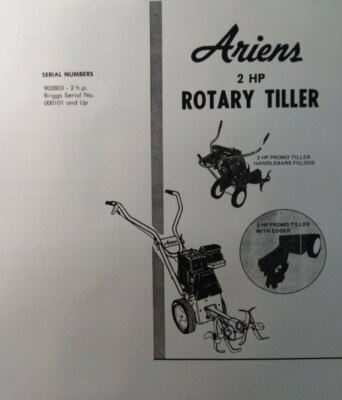 SERIAL NUMBERS
902803 - 2 h.p.
Briggs Serial No.
000101 and Up
Ariens
2 HP
ROTARY TILLER
2 HP PROMO TILLER
HANDLEBARS FOLDED
2 HP PROMO TILLER
WITH EDGER
Ariens